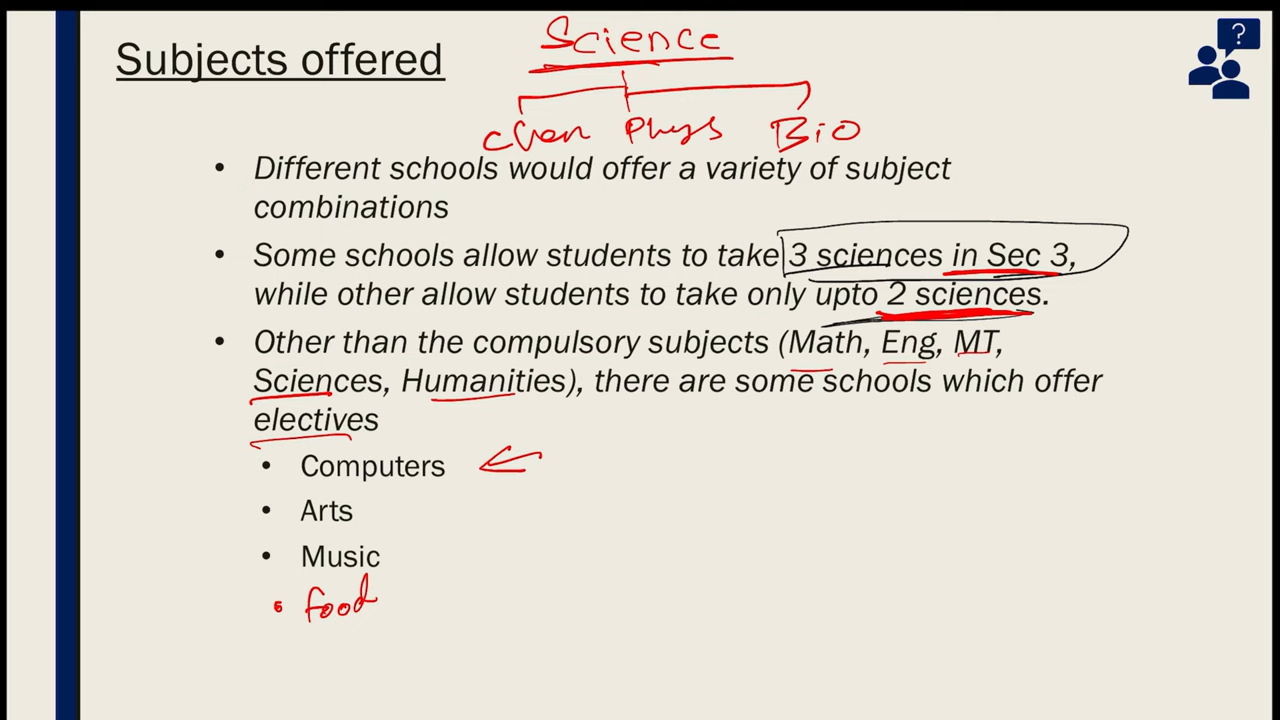 Subjects offered
Science
Chem Phys BiO
• Different schools would offer a variety of subject
combinations
• Some schools allow students to take 3 sciences in Sec 3,
while other allow students to take only upto 2 sciences.
• Other than the compulsory subjects (Math, Eng, MT,
Sciences, Humanities), there are some schools which offer
electives
• Computers
• Arts
• Music
• food
?